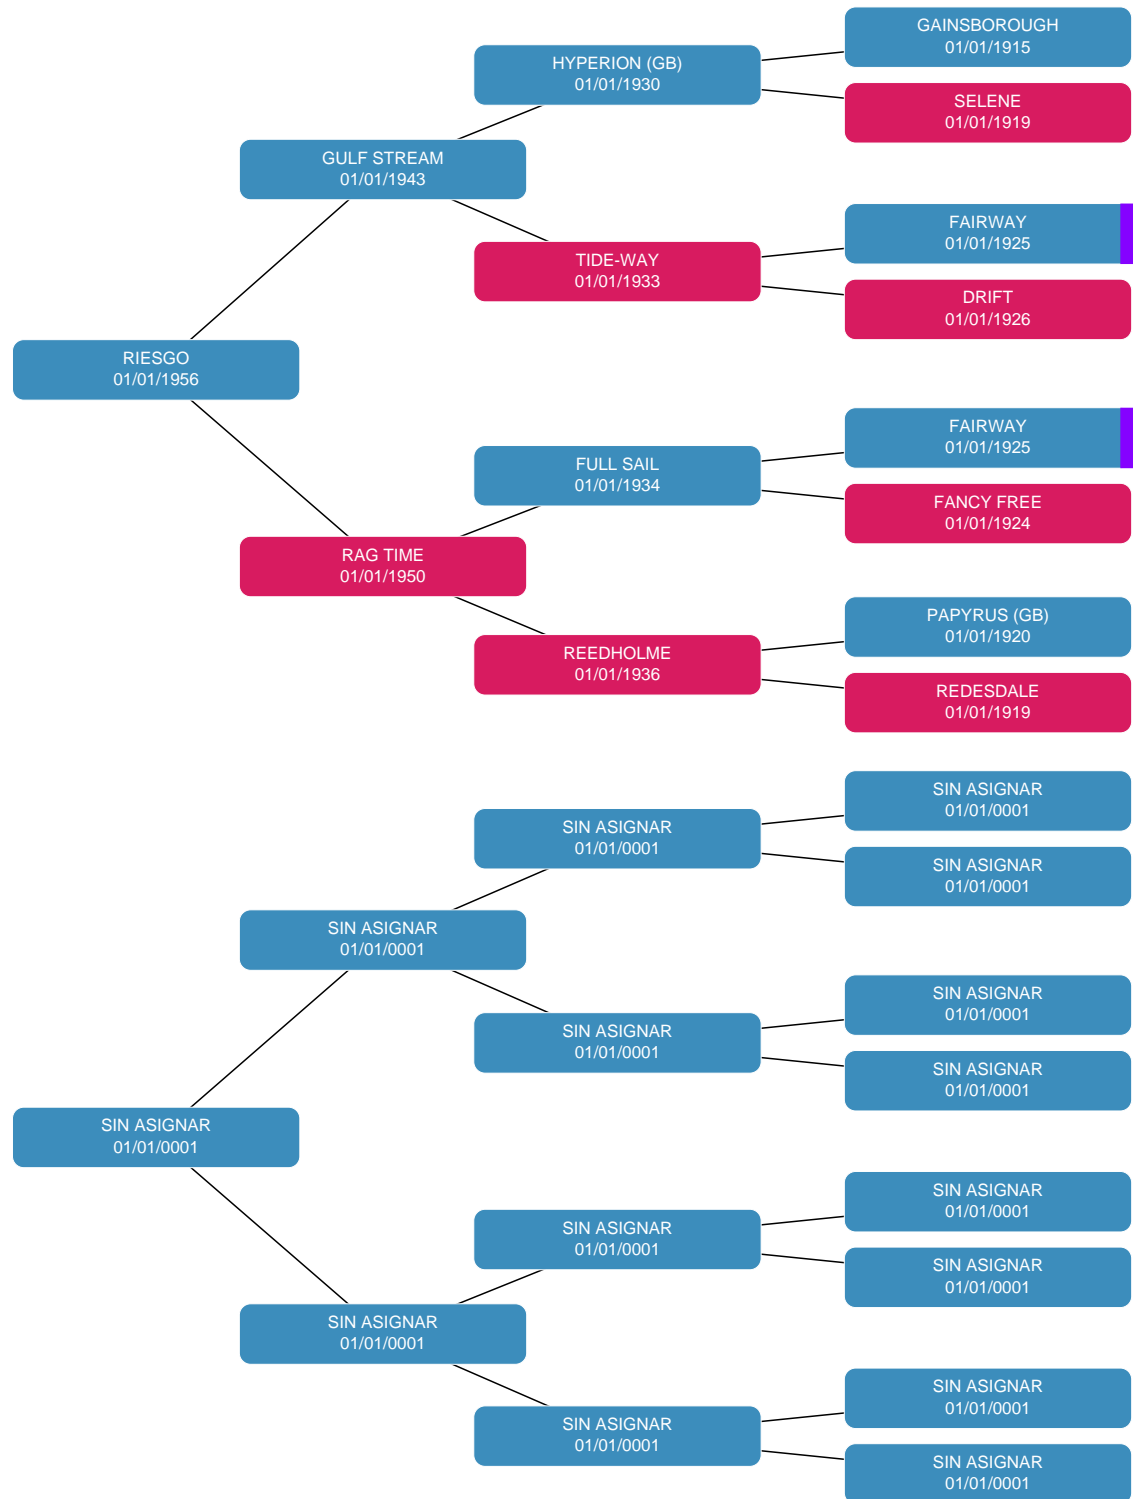 GAINSBOROUGH
01/01/1915
HYPERION (GB)
01/01/1930
SELENE
01/01/1919
GULF STREAM
01/01/1943
FAIRWAY
01/01/1925
TIDE-WAY
01/01/1933
DRIFT
01/01/1926
RIESGO
01/01/1956
FAIRWAY
01/01/1925
FULL SAIL
01/01/1934
FANCY FREE
01/01/1924
RAG TIME
01/01/1950
PAPYRUS (GB)
01/01/1920
REEDHOLME
01/01/1936
REDESDALE
01/01/1919
SIN ASIGNAR
01/01/0001
SIN ASIGNAR
01/01/0001
SIN ASIGNAR
01/01/0001
SIN ASIGNAR
01/01/0001
SIN ASIGNAR
01/01/0001
SIN ASIGNAR
01/01/0001
SIN ASIGNAR
01/01/0001
SIN ASIGNAR
01/01/0001
SIN ASIGNAR
01/01/0001
SIN ASIGNAR
01/01/0001
SIN ASIGNAR
01/01/0001
SIN ASIGNAR
01/01/0001
SIN ASIGNAR
01/01/0001
SIN ASIGNAR
01/01/0001
SIN ASIGNAR
01/01/0001